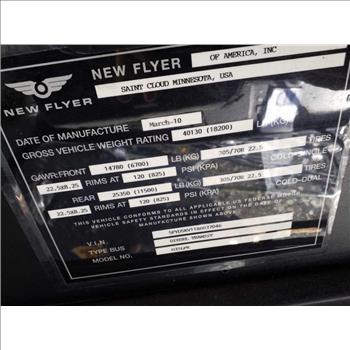 NEW FLYER
NEW FLYER OF AMERICA, INC
SAINT CLOUD MINNESOTA, USA
DATE OF MANUFACTURE March-10
GROSS VEHICLE WEIGHT RATING 40130 (18200) LB(KG)
GAWR:FRONT 14780 (6700) LB(KG) 305/70R 22.5 TIRES
22.5x8.25 RIMS AT 120 (825) PSI (KPA) COLD-SINGLE
REAR 25350 (11500) LB(KG) 305/70R 22.5 TIRES
22.5x8.25 RIMS AT 120 (825) PSI (KPA) COLD-DUAL
THIS VEHICLE CONFORMS TO ALL APPLICABLE U.S. FEDERAL
VEHICLE SAFETY STANDARDS IN EFFECT ON THE DATE OF
MANUFACTURE SHOWN ABOVE.
V.I.N.
TYPE BUS DIESEL TRANSIT
MODEL NO.